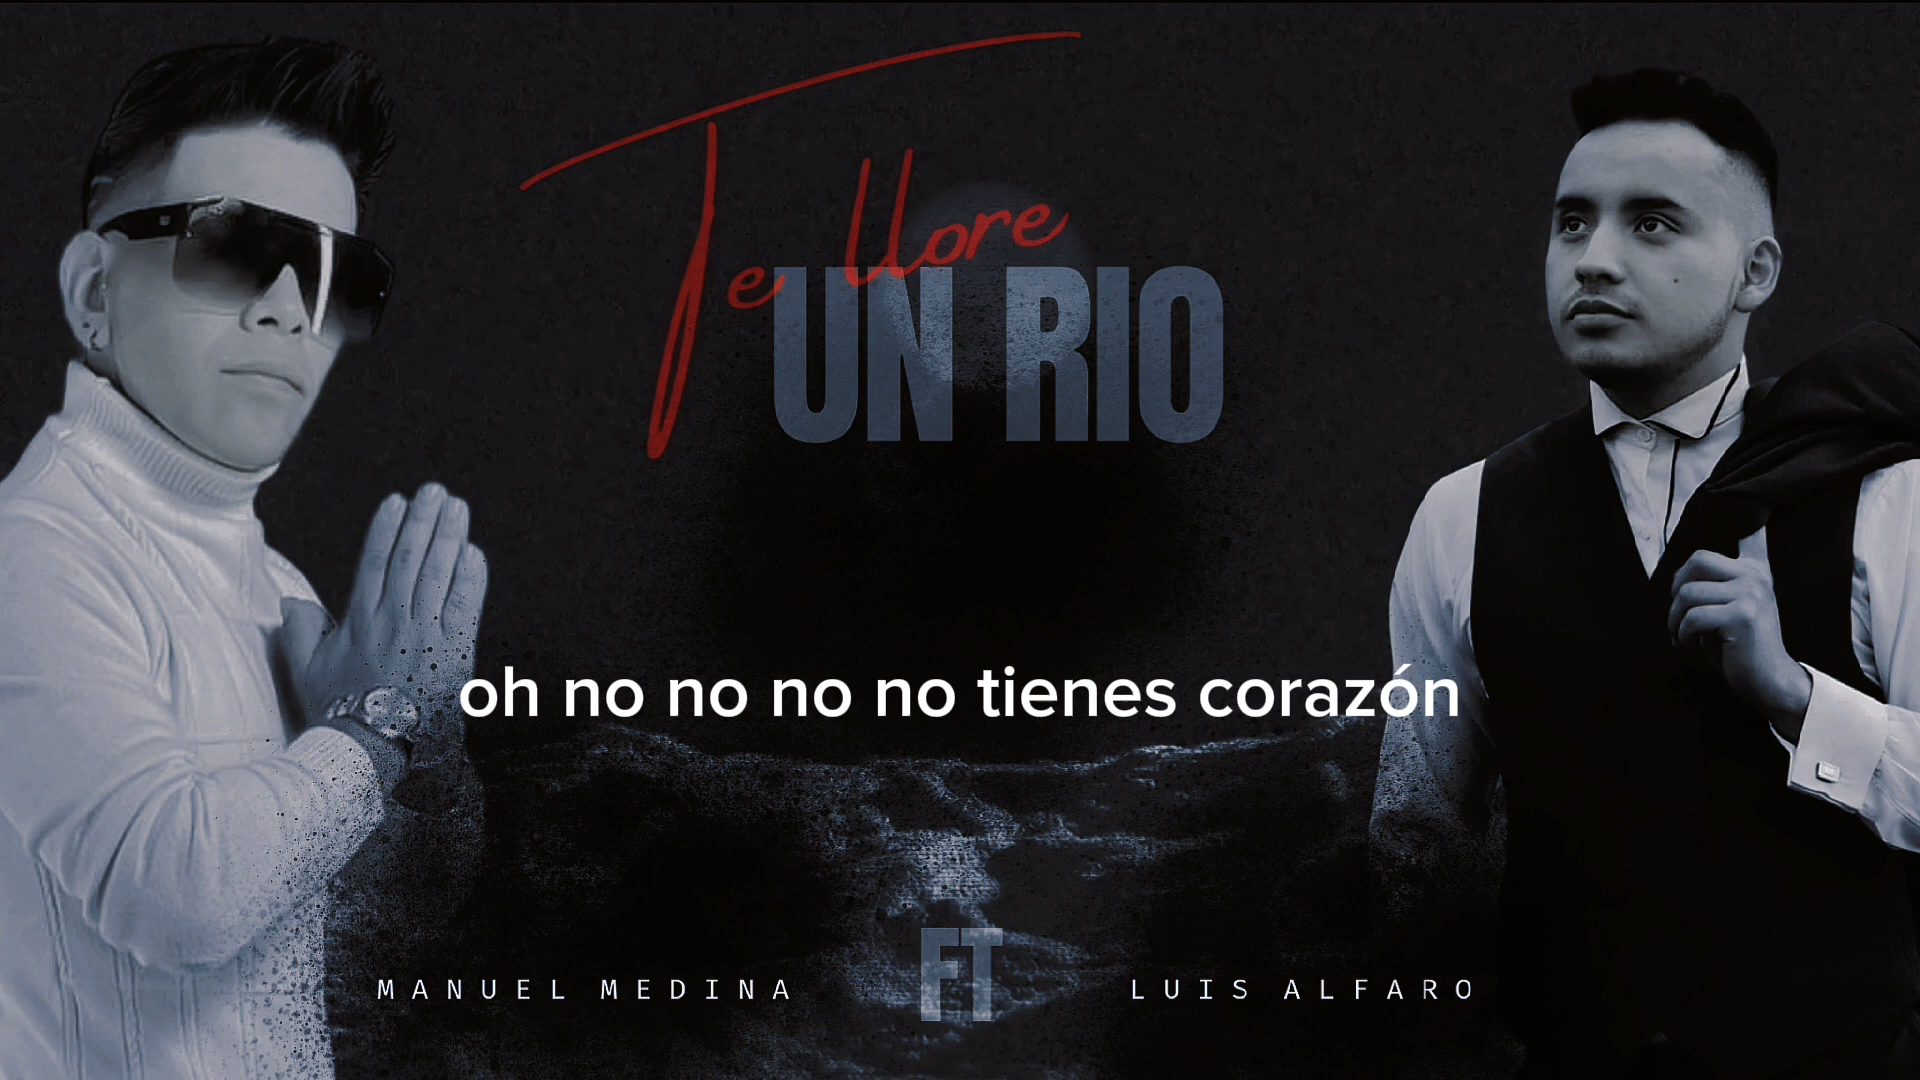 Te llore
UN RIO
oh no no no no tienes corazón
FT
MANUEL MEDINA
LUIS ALFARO